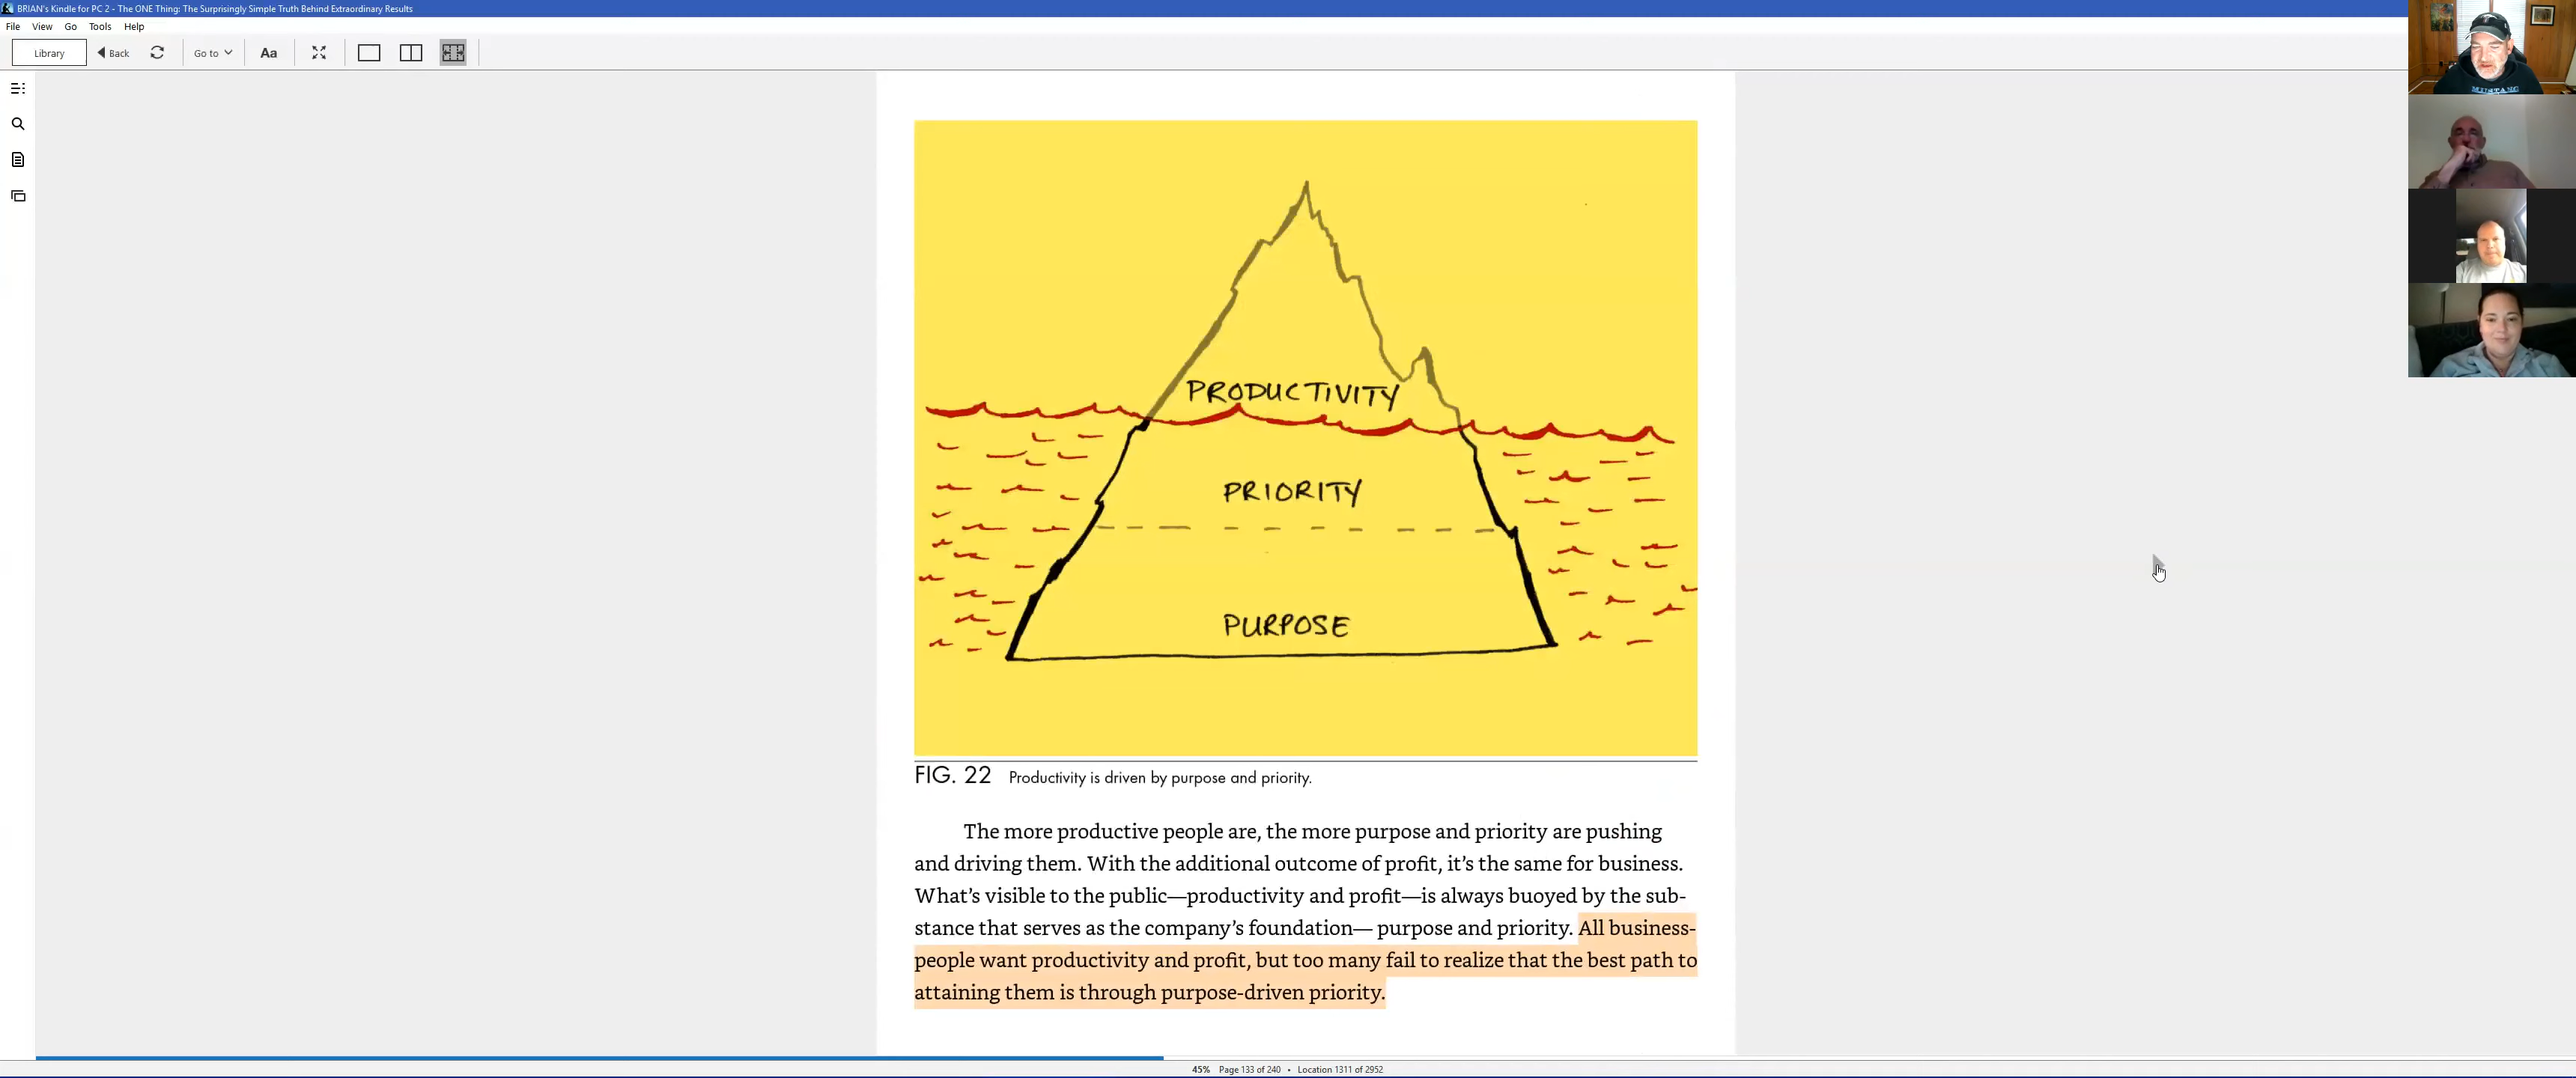 BRIAN's Kindle for PC 2 - The ONE Thing: The Surprisingly Simple Truth Behind Extraordinary Results
File View Go Tools Help
Library Back Go to Aa
PRODUCTIVITY
PRIORITY
PURPOSE
FIG. 22 Productivity is driven by purpose and priority.
The more productive people are, the more purpose and priority are pushing
and driving them. With the additional outcome of profit, it's the same for business.
What's visible to the public—productivity and profit—is always buoyed by the sub-
stance that serves as the company's foundation— purpose and priority. All business-
people want productivity and profit, but too many fail to realize that the best path to
attaining them is through purpose-driven priority.
45% Page 133 of 240 • Location 1311 of 2952
MUSTANG